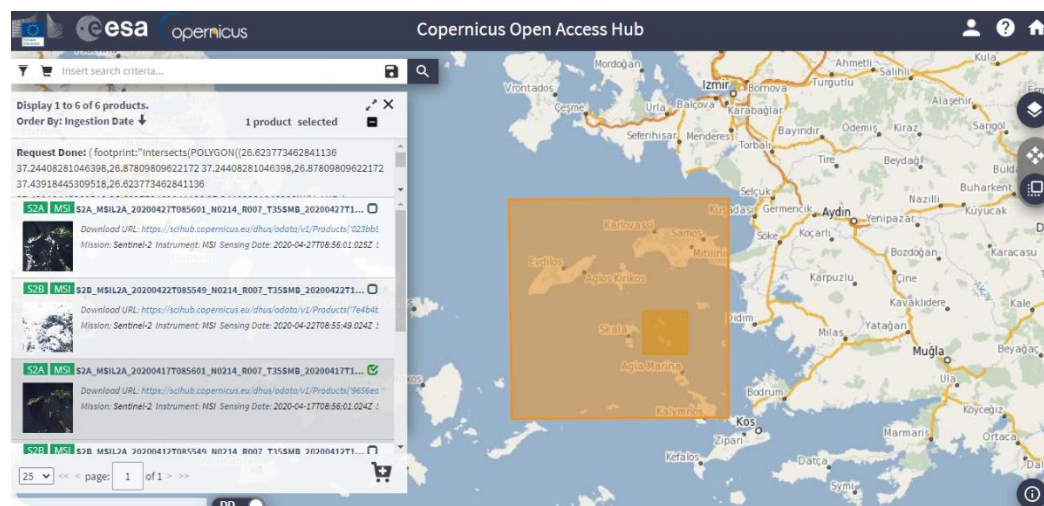 esa
opernicus
Copernicus Open Access Hub
Insert search criteria...
Display 1 to 6 of 6 products.
Order By: Ingestion Date
1 product selected
Request Done: ( footprint:"Intersects(POLYGON((26.623773462841136
37.24408281046398,26.87809809622172 37.24408281046398,26.87809809622172
37.43918445309518,26.623773462841136
S2A MSI S2A_MSIL2A_20200427T085601_N0214_R007_T35SMB_20200427T1...
Download URL: https://scihub.copernicus.eu/dhus/odata/v1/Products('023bb5
Mission: Sentinel-2 Instrument: MSI Sensing Date: 2020-04-27T08:56:01.025Z
S2B MSI S2B_MSIL2A_20200422T085549_N0214_R007_T35SMB_20200422T1...
Download URL: https://scihub.copernicus.eu/dhus/odata/v1/Products('7e4b4b
Mission: Sentinel-2 Instrument: MSI Sensing Date: 2020-04-22T08:55:49.024Z
S2A MSI S2A_MSIL2A_20200417T085601_N0214_R007_T35SMB_20200417T1...
Download URL: https://scihub.copernicus.eu/dhus/odata/v1/Products('9656ea
Mission: Sentinel-2 Instrument: MSI Sensing Date: 2020-04-17T08:56:01.024Z
S2B MSI S2B_MSIL2A_20200412T085549_N0214_R007_T35SMB_20200412T1...
25 << < page: 1 of 1 > >>
DD
Mordoğan
Vrontados
Çeşme
Urla
Balçova
Izmir
Bornova
Karabağlar
Ahmetli
Turgutlu
Salihli
Kula
Alaşehir
Seferihisar
Menderes
Torbalı
Bayındır
Ödemiş
Kiraz
Sarıgöl
Tire
Beydağ
Buharkent
Selçuk
Kuşadası
Germencik
Aydın
Yenipazar
Nazilli
Kuyucak
Söke
Koçarlı
Bozdoğan
Karacasu
Karlovassi
Samos
Mitilini
Evdilos
Agios Kirikos
Karpuzlu
Çine
Akçay
Skala
Agia Marina
Kalymnos
Didim
Kavaklıdere
Kale
Milas
Yatağan
Muğla
Beyağaç
Ula
Bodrum
Kos
Zipari
Kefalos
Marmaris
Köyceğiz
Ortaca
Datça
Symi